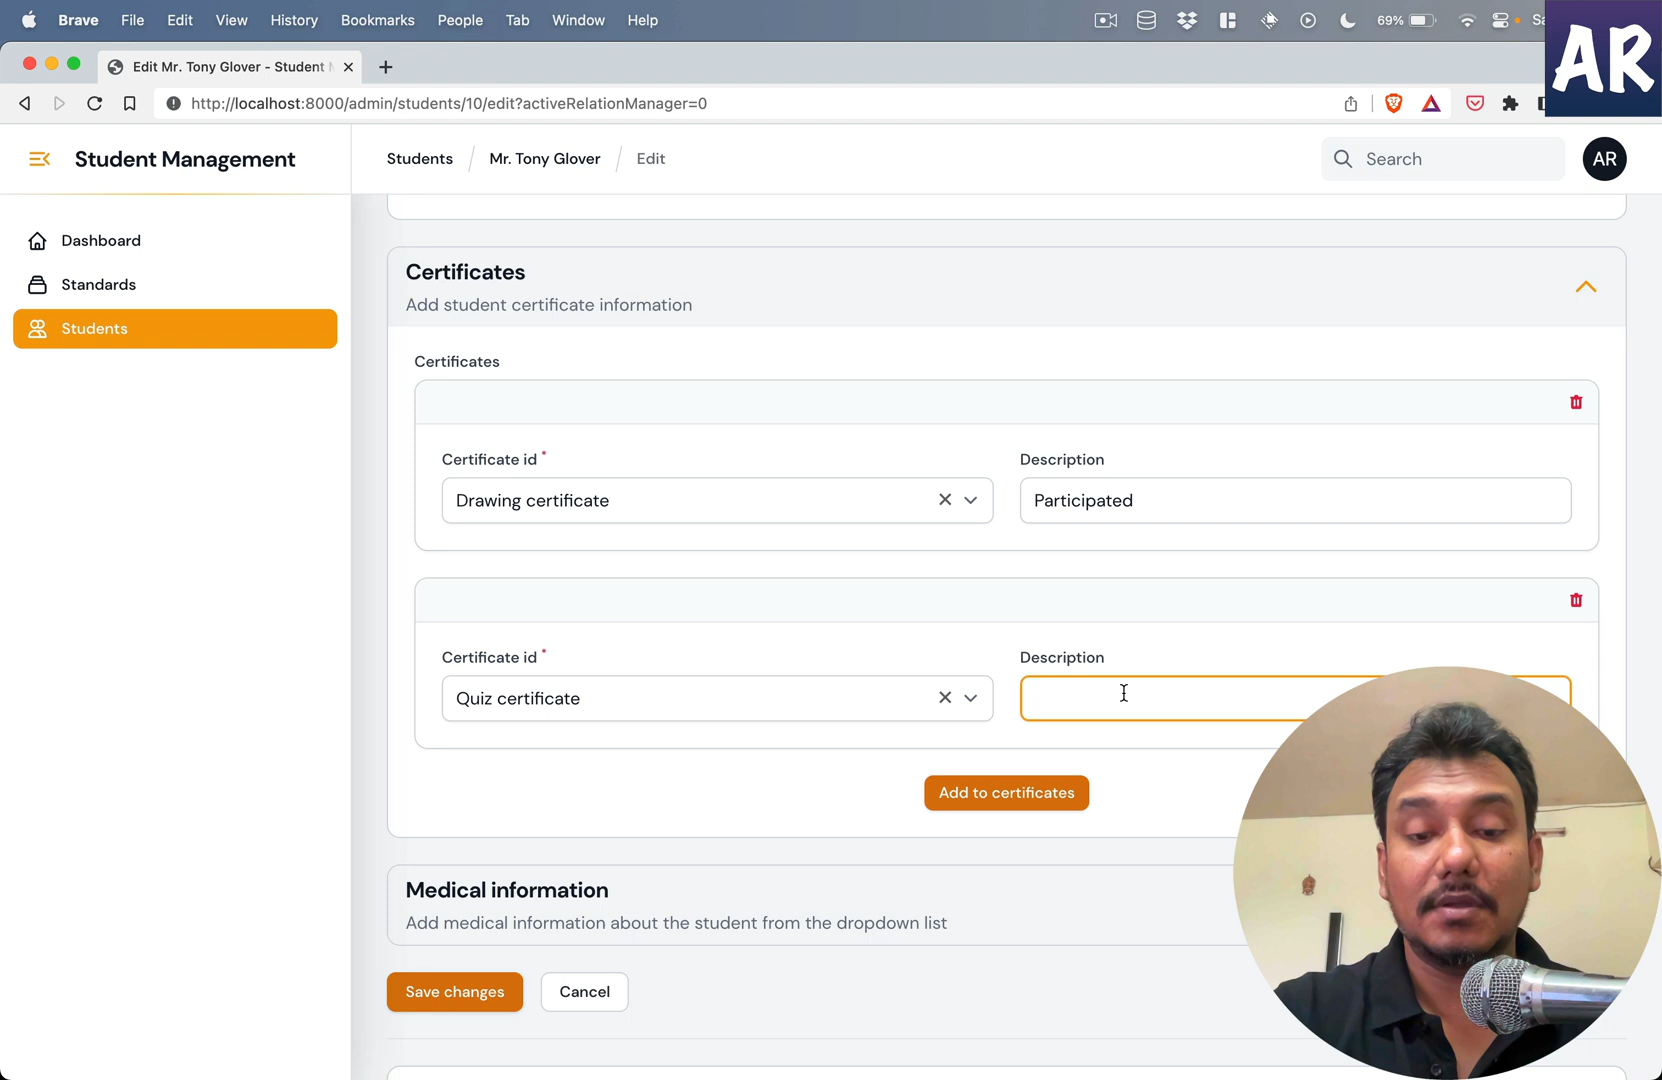 Brave File Edit View History Bookmarks People Tab Window Help 69%
AR
Edit Mr. Tony Glover - Student
http://localhost:8000/admin/students/10/edit?activeRelationManager=0
Student Management
Students / Mr. Tony Glover / Edit
Search
AR
Dashboard
Standards
Students
Certificates
Add student certificate information
Certificates
Certificate id *
Description
Drawing certificate
Participated
Certificate id *
Description
Quiz certificate
Add to certificates
Medical information
Add medical information about the student from the dropdown list
Save changes
Cancel